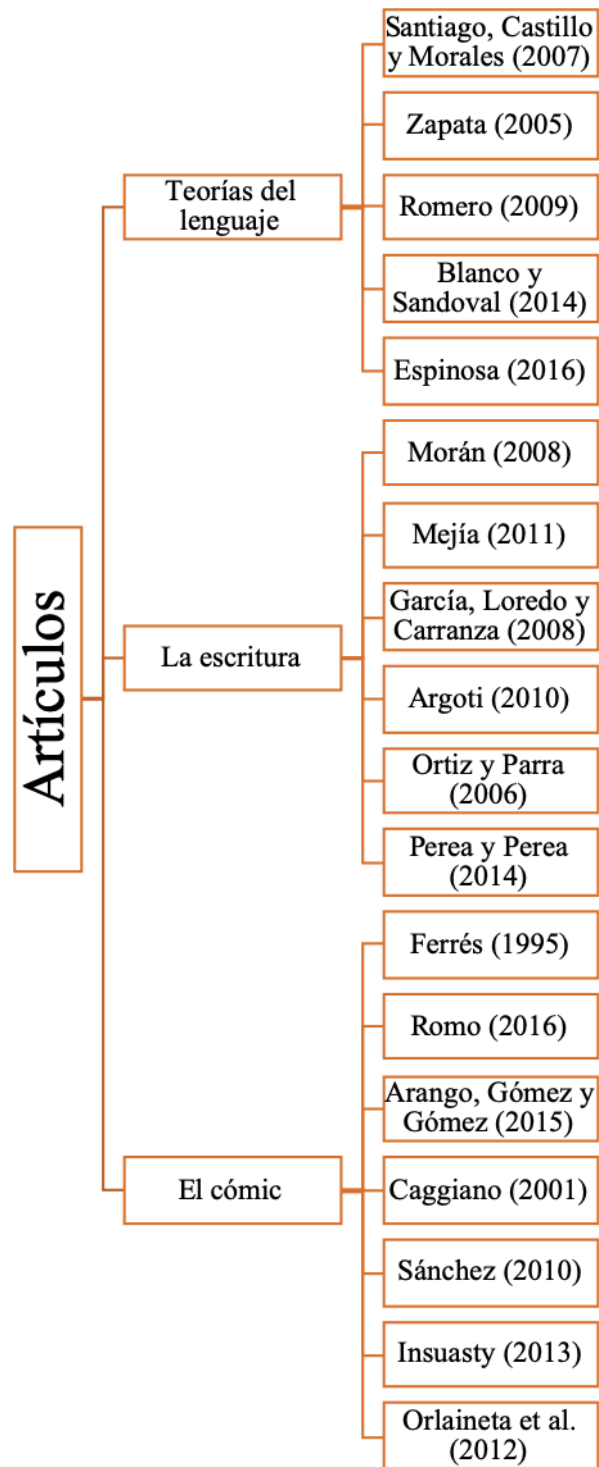 Artículos
Teorías del
lenguaje
Santiago, Castillo
y Morales (2007)
Zapata (2005)
Romero (2009)
Blanco y
Sandoval (2014)
Espinosa (2016)
La escritura
Morán (2008)
Mejía (2011)
García, Loredo y
Carranza (2008)
Argoti (2010)
Ortiz y Parra
(2006)
Perea y Perea
(2014)
El cómic
Ferrés (1995)
Romo (2016)
Arango, Gómez y
Gómez (2015)
Caggiano (2001)
Sánchez (2010)
Insuasty (2013)
Orlaineta et al.
(2012)